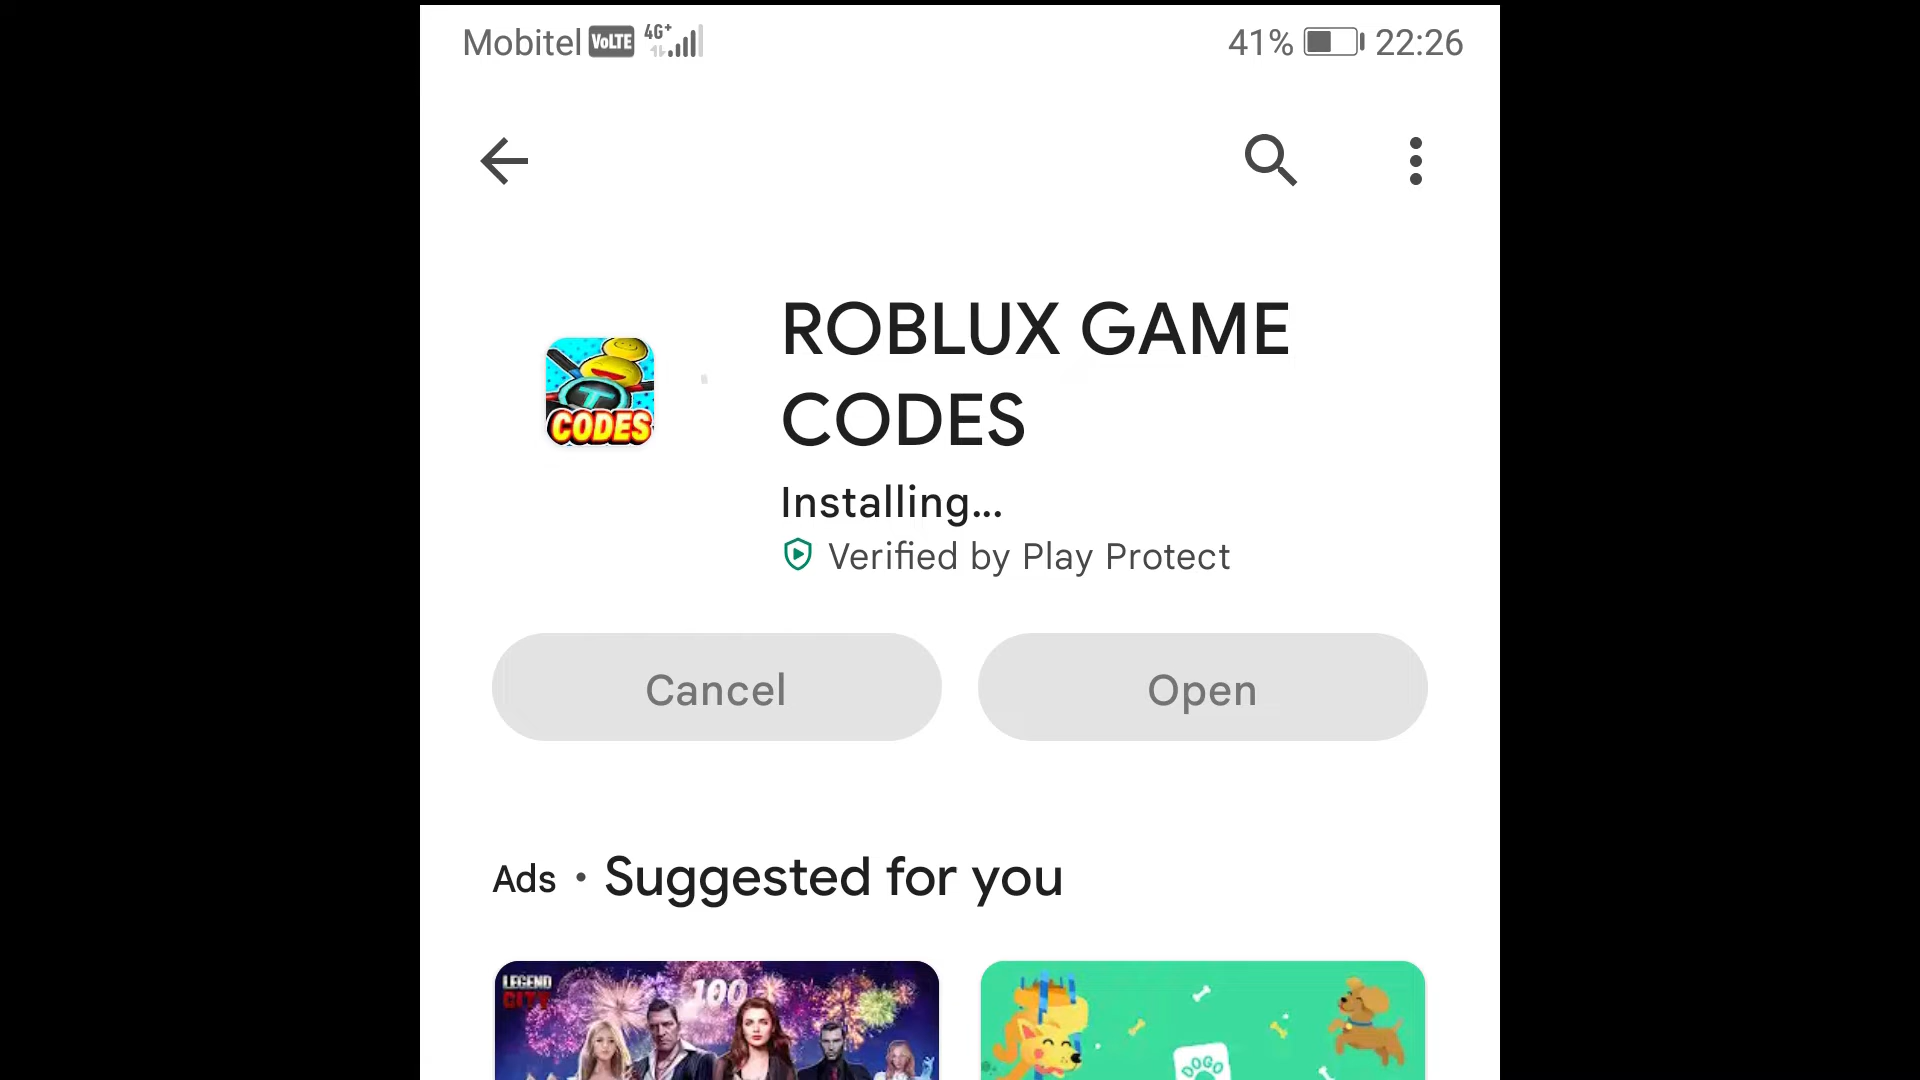 Mobitel VoLTE 4G+ 41% 22:26
ROBLUX GAME
CODES
CODES
Installing...
Verified by Play Protect
Cancel Open
Ads • Suggested for you
LEGEND
CITY
100
DOGO